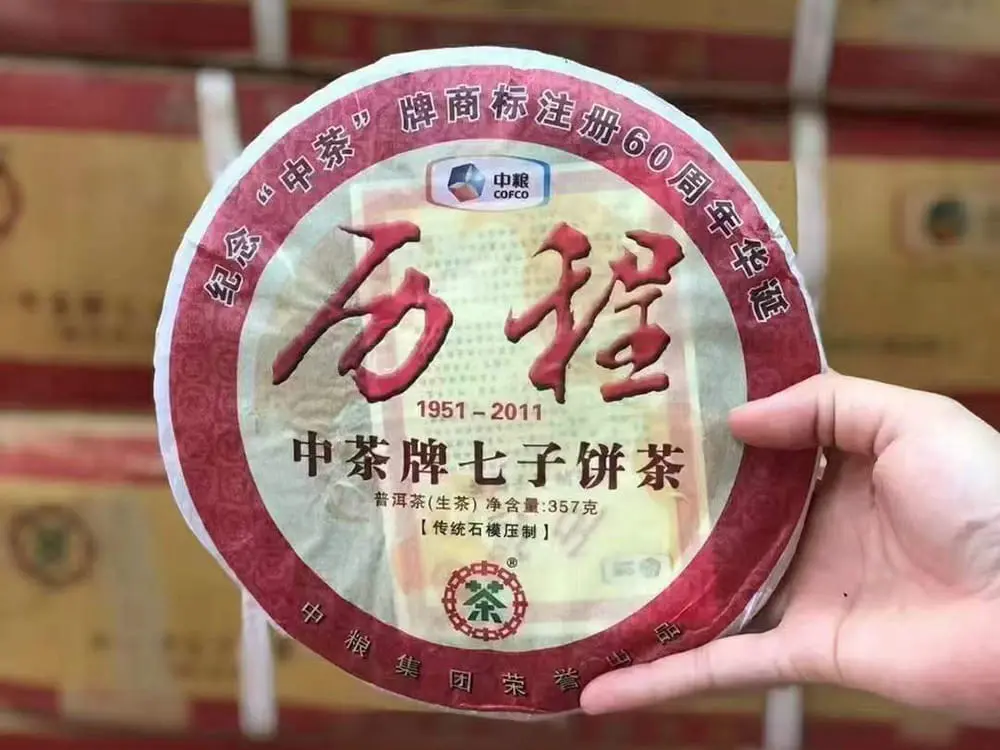 纪念“中茶”牌商标注册60周年华诞
中粮
COFCO
历程
1951-2011
中茶牌七子饼茶
普洱茶(生茶) 净含量:357克
【传统石模压制】
茶
®
中粮集团荣誉出品